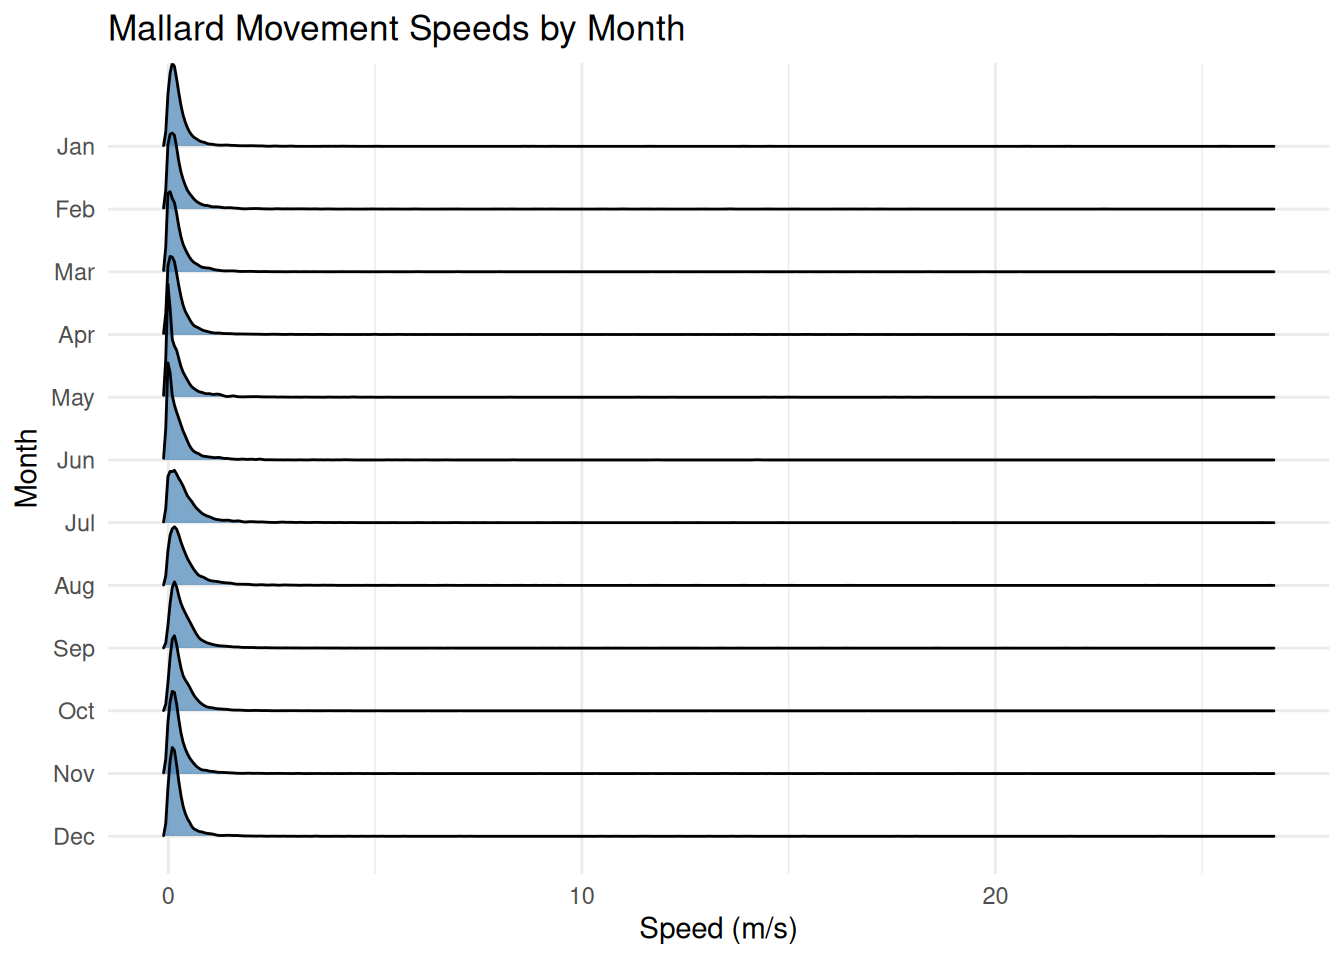 Mallard Movement Speeds by Month
Jan
Feb
Mar
Apr
May
Jun
Jul
Aug
Sep
Oct
Nov
Dec
Month
0 10 20
Speed (m/s)